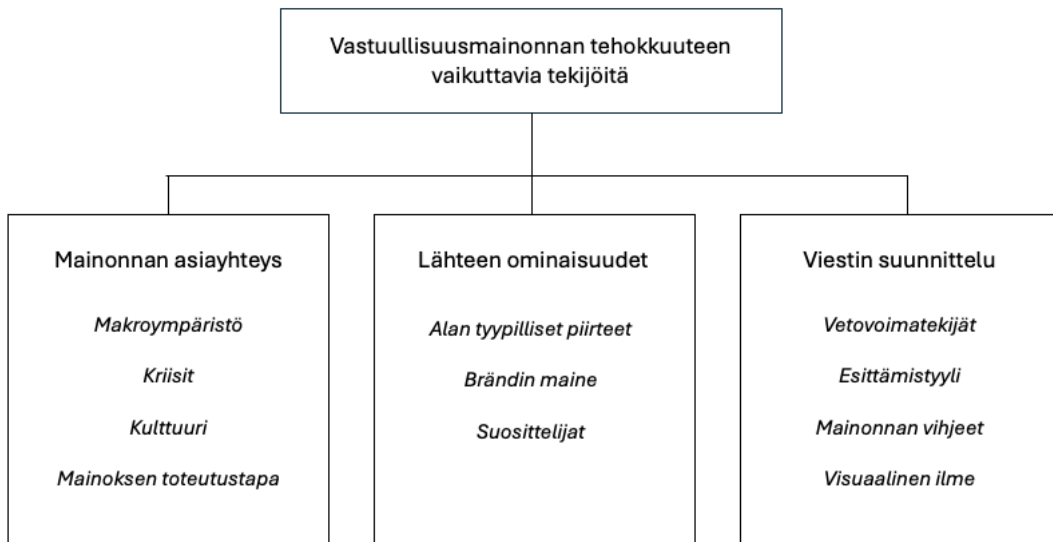 Vastuullisuusmainonnan tehokkuuteen
vaikuttavia tekijöitä
Mainonnan asiayhteys
Makroympäristö
Kriisit
Kulttuuri
Mainoksen toteutustapa
Lähteen ominaisuudet
Alan tyypilliset piirteet
Brändin maine
Suosittelijat
Viestin suunnittelu
Vetovoimatekijät
Esittämistyyli
Mainonnan vihjeet
Visuaalinen ilme